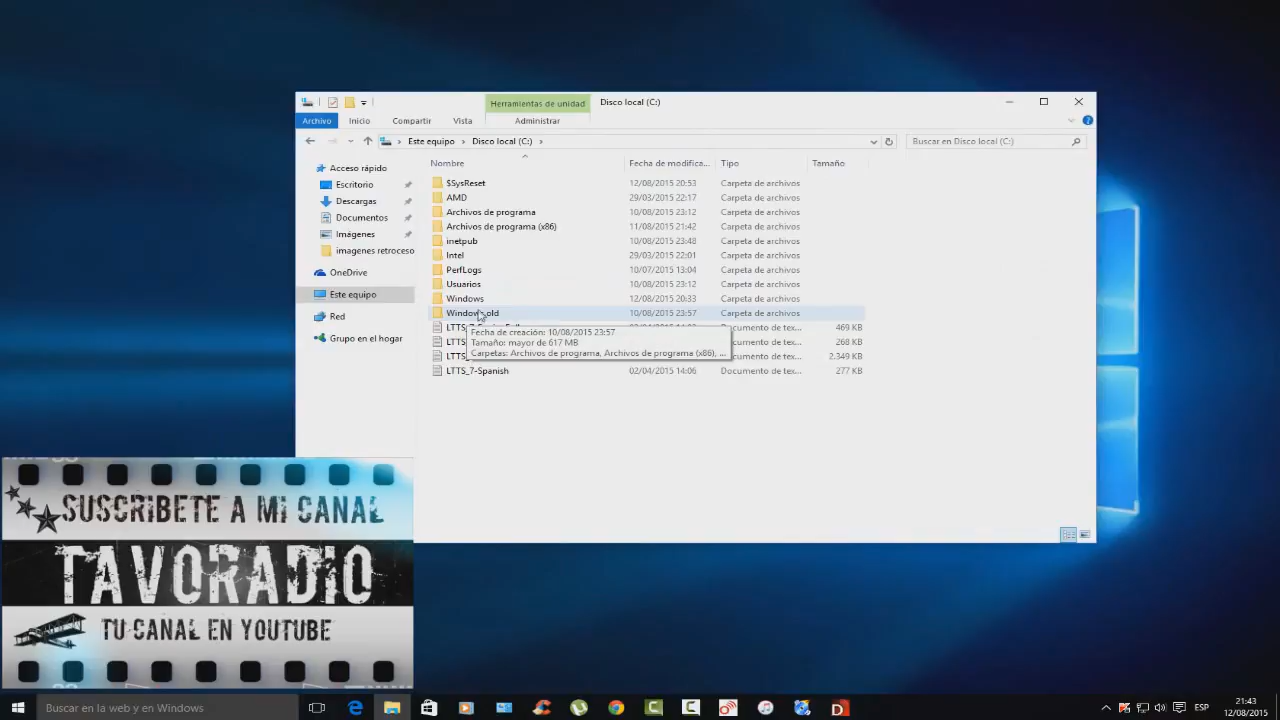 Herramientas de unidad
Disco local (C:)
Archivo Inicio Compartir Vista Administrar
Este equipo Disco local (C:)
Buscar en Disco local (C:)
Nombre Fecha de modifica... Tipo Tamaño
Acceso rápido
Escritorio
Descargas
Documentos
Imágenes
imagenes retroceso
OneDrive
Este equipo
Red
Grupo en el hogar
$SysReset 12/08/2015 20:53 Carpeta de archivos
AMD 29/03/2015 22:17 Carpeta de archivos
Archivos de programa 10/08/2015 23:12 Carpeta de archivos
Archivos de programa (x86) 11/08/2015 21:42 Carpeta de archivos
inetpub 10/08/2015 23:48 Carpeta de archivos
Intel 29/03/2015 22:01 Carpeta de archivos
PerfLogs 10/07/2015 13:04 Carpeta de archivos
Usuarios 10/08/2015 23:12 Carpeta de archivos
Windows 12/08/2015 20:33 Carpeta de archivos
Windows.old 10/08/2015 23:57 Carpeta de archivos
Documento de tex... 469 KB
Fecha de creación: 10/08/2015 23:57
Tamaño: mayor de 617 MB
Carpetas: Archivos de programa, Archivos de programa (x86), ...
LTTS Documento de tex... 268 KB
LTTS Documento de tex... 2,349 KB
LTTS_7-Spanish 02/04/2015 14:06 Documento de tex... 277 KB
SUSCRIBETE A MI CANAL
TAVORADIO
TU CANAL EN YOUTUBE
Buscar en la web y en Windows
ESP
21:43
12/08/2015